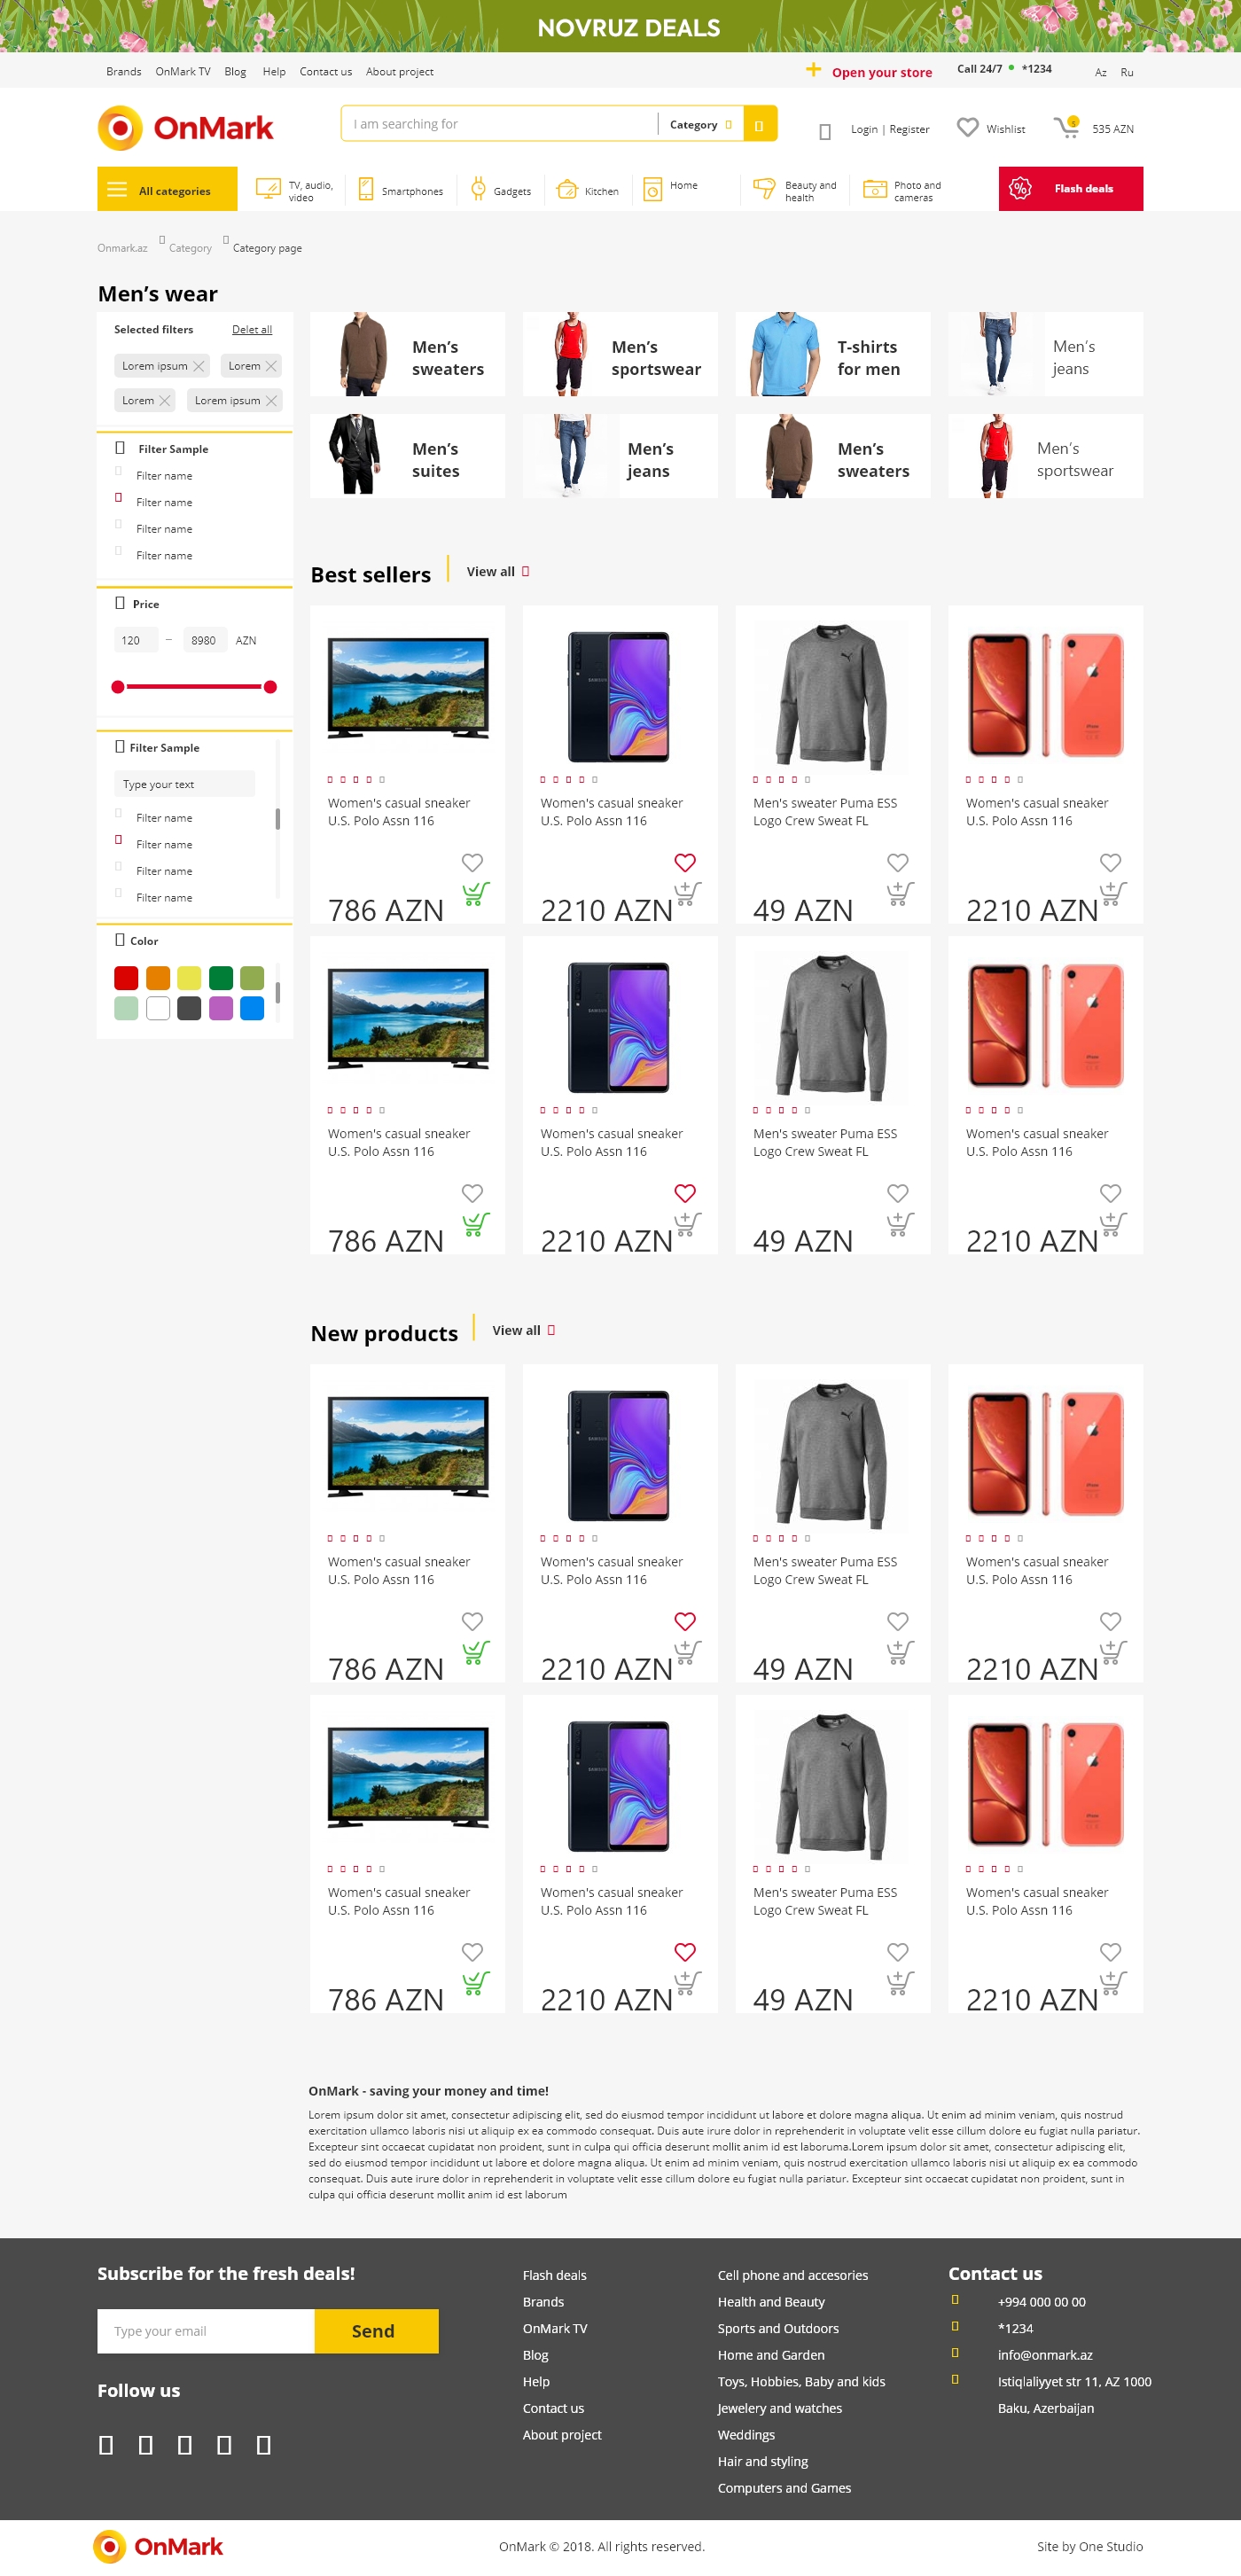 NOVRUZ DEALS
Brands OnMark TV Blog Help Contact us About project
Open your store
Call 24/7 *1234
Az Ru
OnMark
I am searching for
Category
Login | Register
Wishlist
5
535 AZN
All categories
TV, audio,
video
Smartphones
Gadgets
Kitchen
Home
Beauty and
health
Photo and
cameras
Flash deals
Onmark.az Category Category page
Men’s wear
Selected filters Delet all
Lorem ipsum Lorem
Lorem Lorem ipsum
Filter Sample
Filter name
Filter name
Filter name
Filter name
Price
120 – 8980 AZN
Filter Sample
Type your text
Filter name
Filter name
Filter name
Filter name
Color
Men’s
sweaters
Men’s
sportswear
T-shirts
for men
Men’s
jeans
Men’s
suites
Men’s
jeans
Men’s
sweaters
Men’s
sportswear
Best sellers View all
Women's casual sneaker
U.S. Polo Assn 116
786 AZN
Women's casual sneaker
U.S. Polo Assn 116
2210 AZN
Men's sweater Puma ESS
Logo Crew Sweat FL
49 AZN
Women's casual sneaker
U.S. Polo Assn 116
2210 AZN
Women's casual sneaker
U.S. Polo Assn 116
786 AZN
Women's casual sneaker
U.S. Polo Assn 116
2210 AZN
Men's sweater Puma ESS
Logo Crew Sweat FL
49 AZN
Women's casual sneaker
U.S. Polo Assn 116
2210 AZN
New products View all
Women's casual sneaker
U.S. Polo Assn 116
786 AZN
Women's casual sneaker
U.S. Polo Assn 116
2210 AZN
Men's sweater Puma ESS
Logo Crew Sweat FL
49 AZN
Women's casual sneaker
U.S. Polo Assn 116
2210 AZN
Women's casual sneaker
U.S. Polo Assn 116
786 AZN
Women's casual sneaker
U.S. Polo Assn 116
2210 AZN
Men's sweater Puma ESS
Logo Crew Sweat FL
49 AZN
Women's casual sneaker
U.S. Polo Assn 116
2210 AZN
OnMark - saving your money and time!
Lorem ipsum dolor sit amet, consectetur adipiscing elit, sed do eiusmod tempor incididunt ut labore et dolore magna aliqua. Ut enim ad minim veniam, quis nostrud
exercitation ullamco laboris nisi ut aliquip ex ea commodo consequat. Duis aute irure dolor in reprehenderit in voluptate velit esse cillum dolore eu fugiat nulla pariatur.
Excepteur sint occaecat cupidatat non proident, sunt in culpa qui officia deserunt mollit anim id est laboruma.Lorem ipsum dolor sit amet, consectetur adipiscing elit,
sed do eiusmod tempor incididunt ut labore et dolore magna aliqua. Ut enim ad minim veniam, quis nostrud exercitation ullamco laboris nisi ut aliquip ex ea commodo
consequat. Duis aute irure dolor in reprehenderit in voluptate velit esse cillum dolore eu fugiat nulla pariatur. Excepteur sint occaecat cupidatat non proident, sunt in
culpa qui officia deserunt mollit anim id est laborum
Subscribe for the fresh deals!
Type your email Send
Follow us
Flash deals
Brands
OnMark TV
Blog
Help
Contact us
About project
Cell phone and accesories
Health and Beauty
Sports and Outdoors
Home and Garden
Toys, Hobbies, Baby and kids
Jewelery and watches
Weddings
Hair and styling
Computers and Games
Contact us
+994 000 00 00
*1234
info@onmark.az
Istiqlaliyyet str 11, AZ 1000
Baku, Azerbaijan
OnMark
OnMark © 2018. All rights reserved.
Site by One Studio